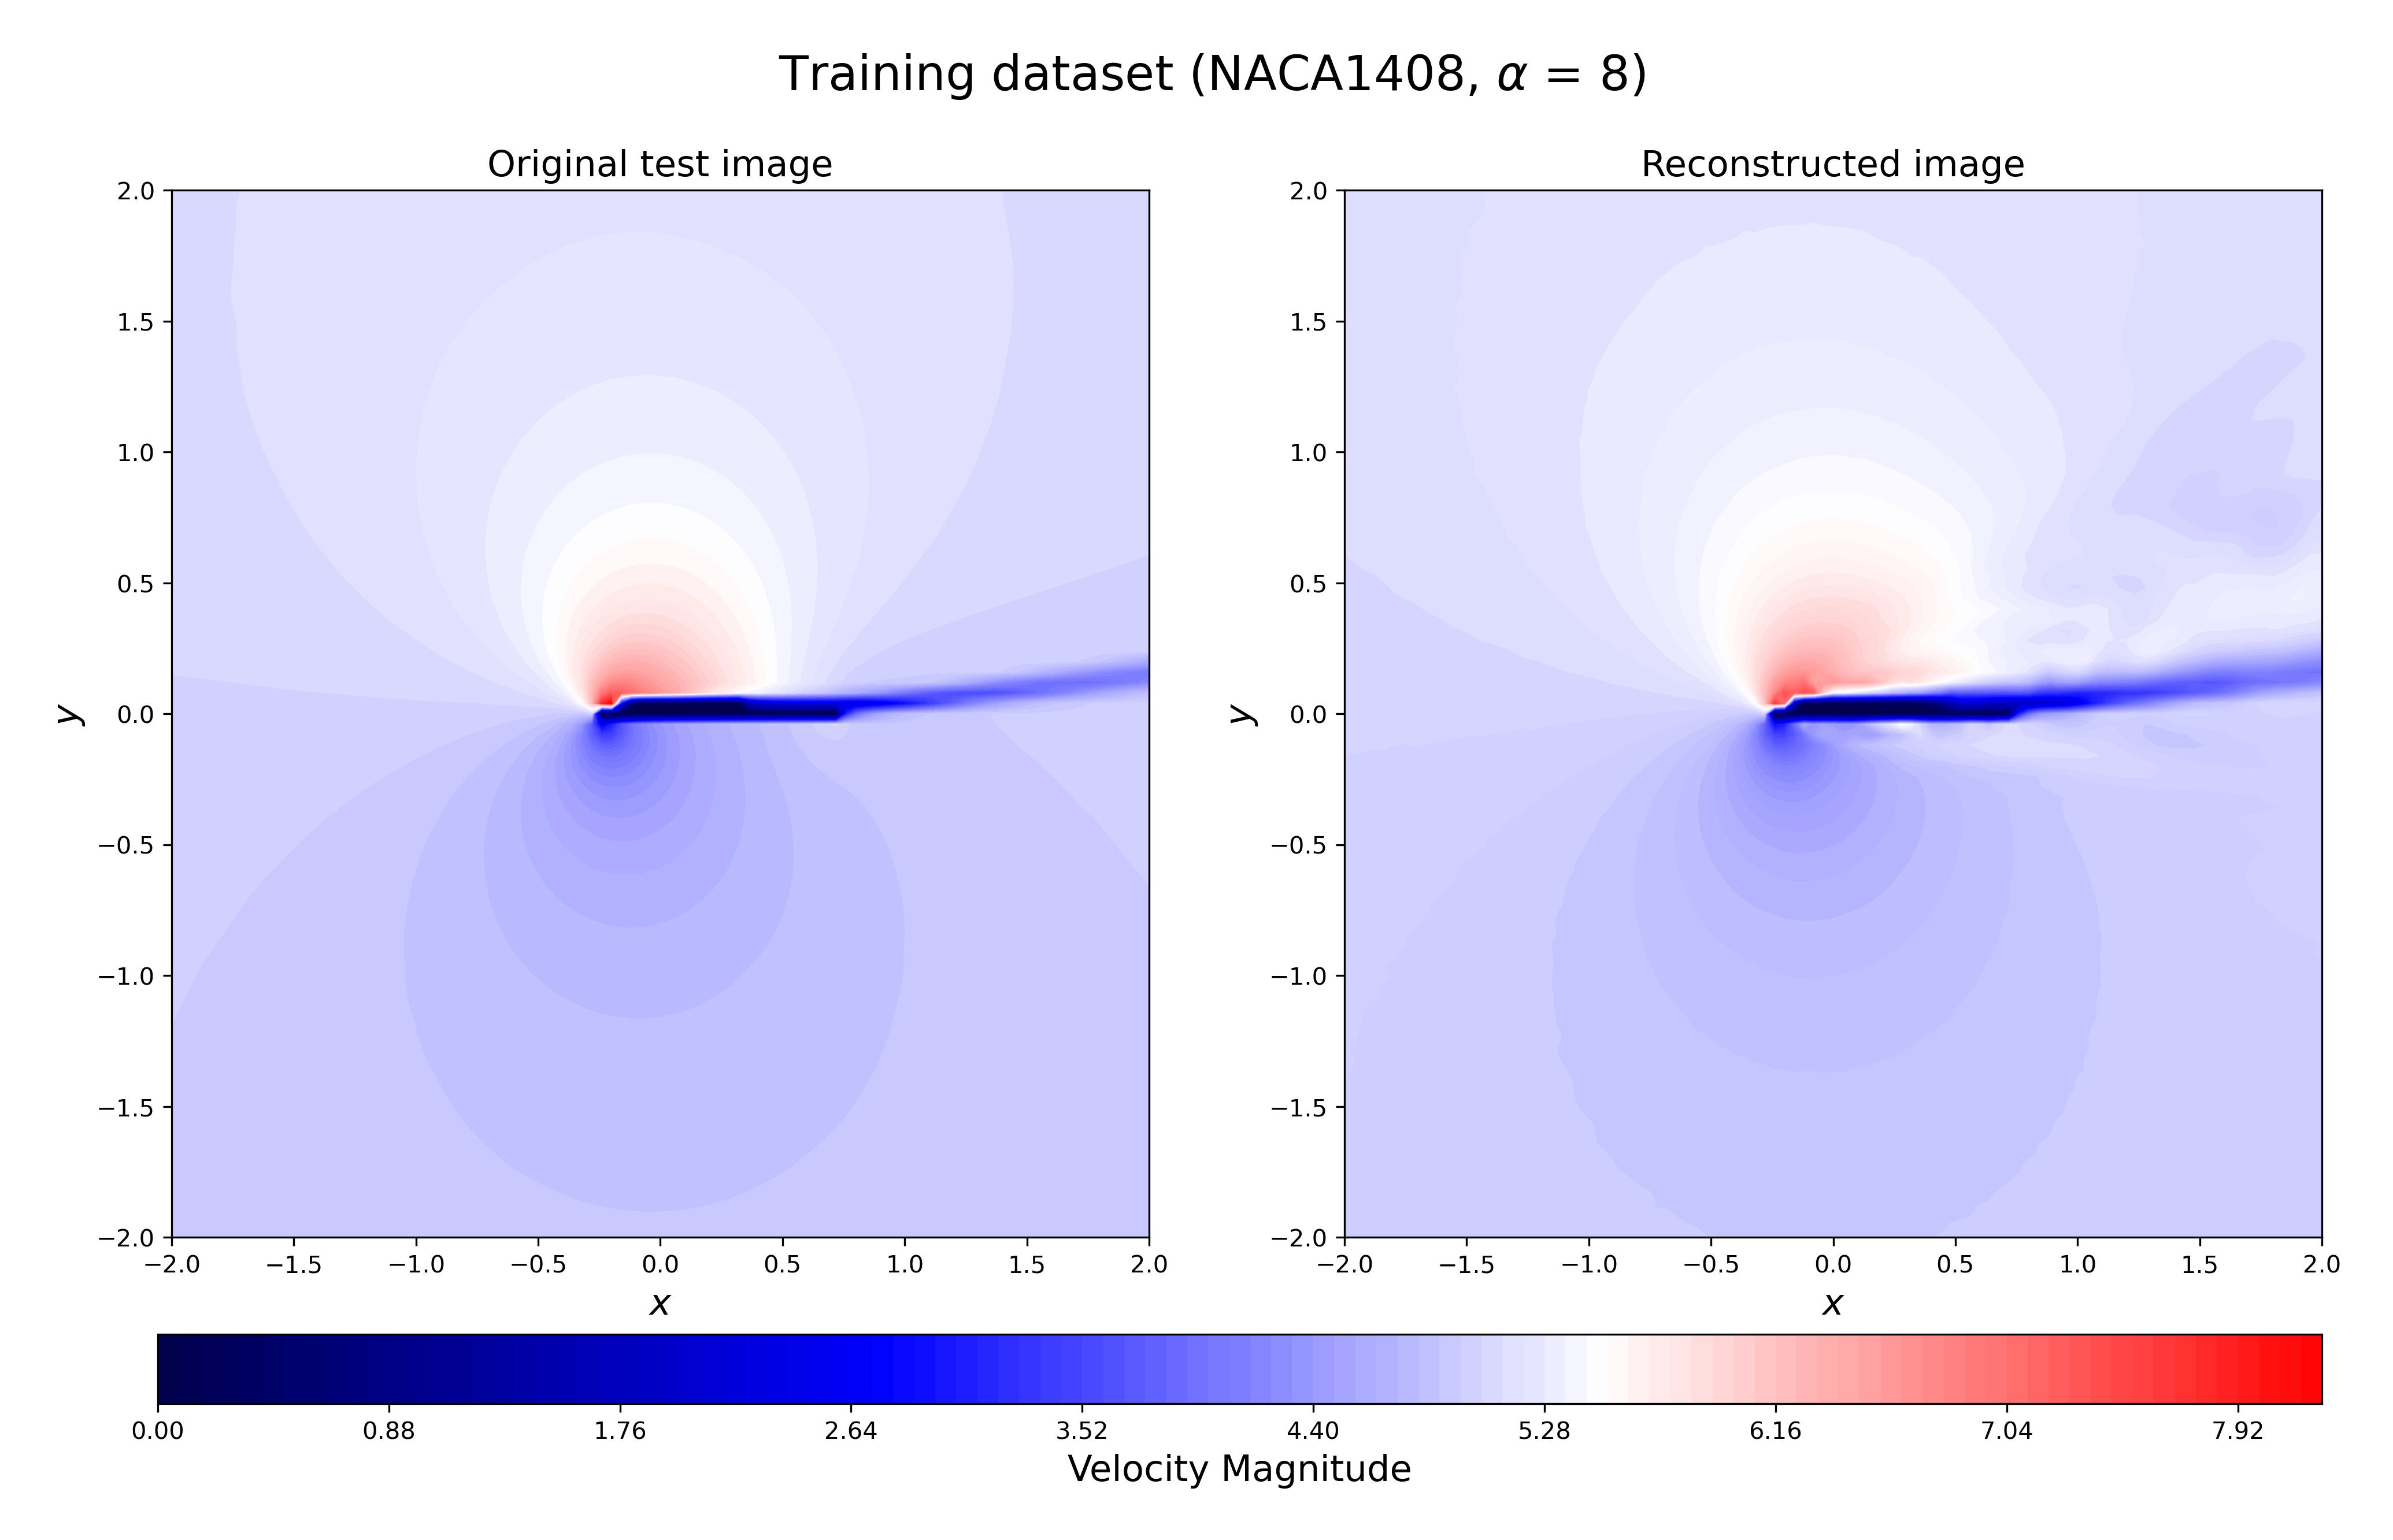 Training dataset (NACA1408, α = 8)
Original test image
Reconstructed image
2.0
1.5
1.0
0.5
0.0
−0.5
−1.0
−1.5
−2.0
y
−2.0 −1.5 −1.0 −0.5 0.0 0.5 1.0 1.5 2.0
x
2.0
1.5
1.0
0.5
0.0
−0.5
−1.0
−1.5
−2.0
y
−2.0 −1.5 −1.0 −0.5 0.0 0.5 1.0 1.5 2.0
x
0.00 0.88 1.76 2.64 3.52 4.40 5.28 6.16 7.04 7.92
Velocity Magnitude